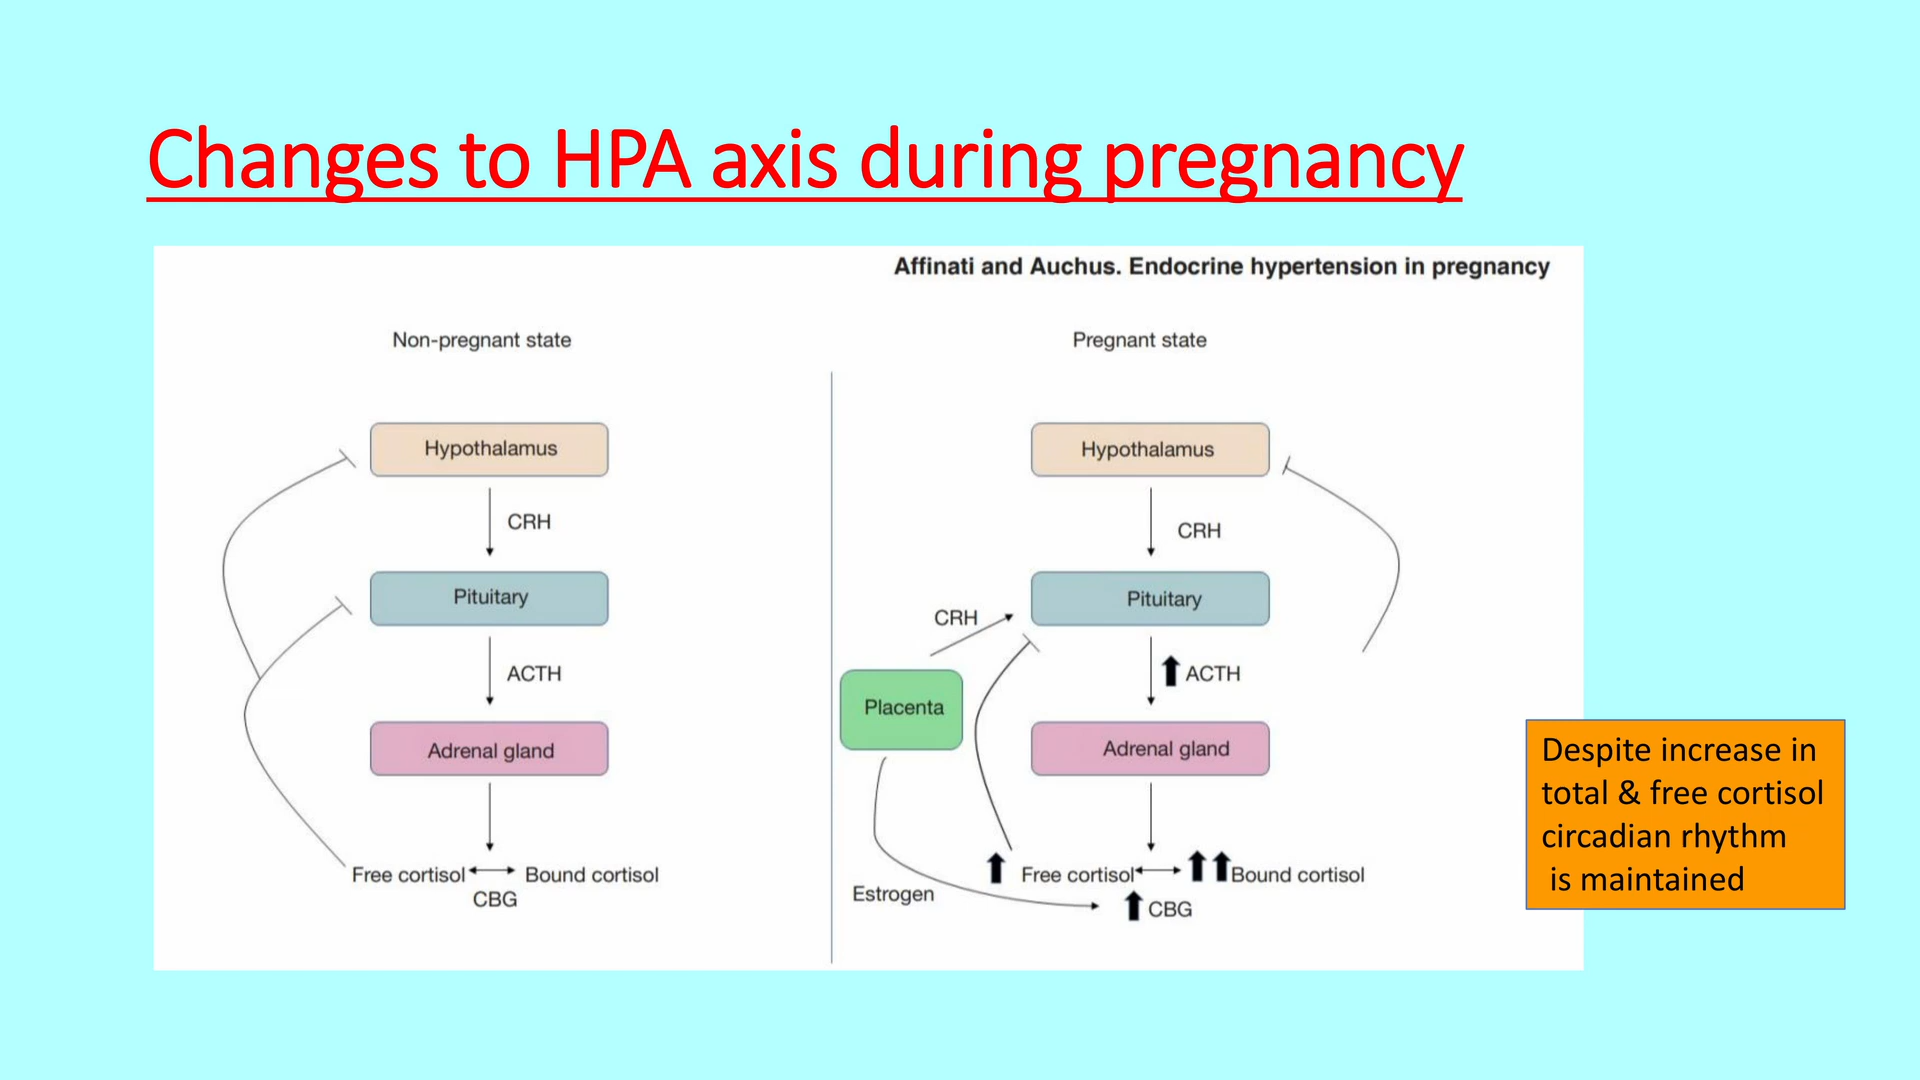 Changes to HPA axis during pregnancy
Affinati and Auchus. Endocrine hypertension in pregnancy
Non-pregnant state
Hypothalamus
CRH
Pituitary
ACTH
Adrenal gland
Free cortisol
Bound cortisol
CBG
Pregnant state
Hypothalamus
CRH
CRH
Pituitary
Placenta
ACTH
Adrenal gland
Estrogen
Free cortisol
Bound cortisol
CBG
Despite increase in
total & free cortisol
circadian rhythm
is maintained